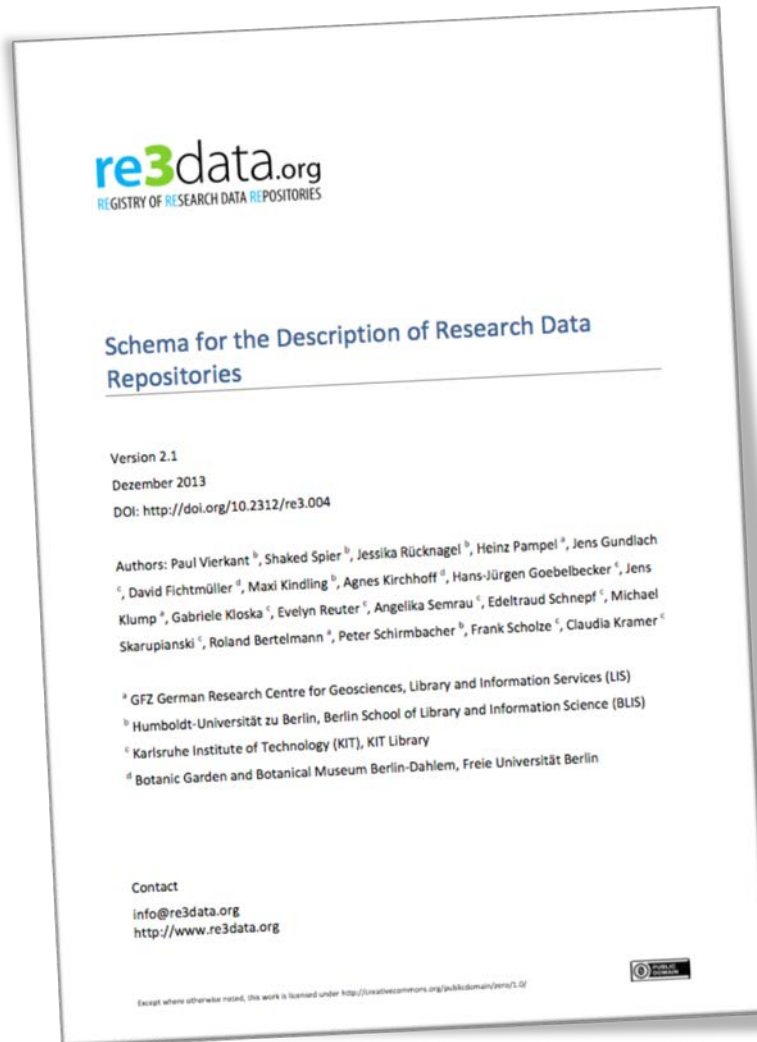 re3data.org
REGISTRY OF RESEARCH DATA REPOSITORIES
Schema for the Description of Research Data
Repositories
Version 2.1
Dezember 2013
DOI: http://doi.org/10.2312/re3.004
Authors: Paul Vierkant ᵇ, Shaked Spier ᵇ, Jessika Rücknagel ᵇ, Heinz Pampel ᵃ, Jens Gundlach
ᶜ, David Fichtmüller ᵈ, Maxi Kindling ᵇ, Agnes Kirchhoff ᵈ, Hans-Jürgen Goebelbecker ᶜ, Jens
Klump ᵃ, Gabriele Kloska ᶜ, Evelyn Reuter ᶜ, Angelika Semrau ᶜ, Edeltraud Schnepf ᶜ, Michael
Skarupianski ᶜ, Roland Bertelmann ᵃ, Peter Schirmbacher ᵇ, Frank Scholze ᶜ, Claudia Kramer ᶜ
ᵃ GFZ German Research Centre for Geosciences, Library and Information Services (LIS)
ᵇ Humboldt-Universität zu Berlin, Berlin School of Library and Information Science (BLIS)
ᶜ Karlsruhe Institute of Technology (KIT), KIT Library
ᵈ Botanic Garden and Botanical Museum Berlin-Dahlem, Freie Universität Berlin
Contact
info@re3data.org
http://www.re3data.org
PUBLIC
DOMAIN
Except where otherwise noted, this work is licensed under http://creativecommons.org/publicdomain/zero/1.0/